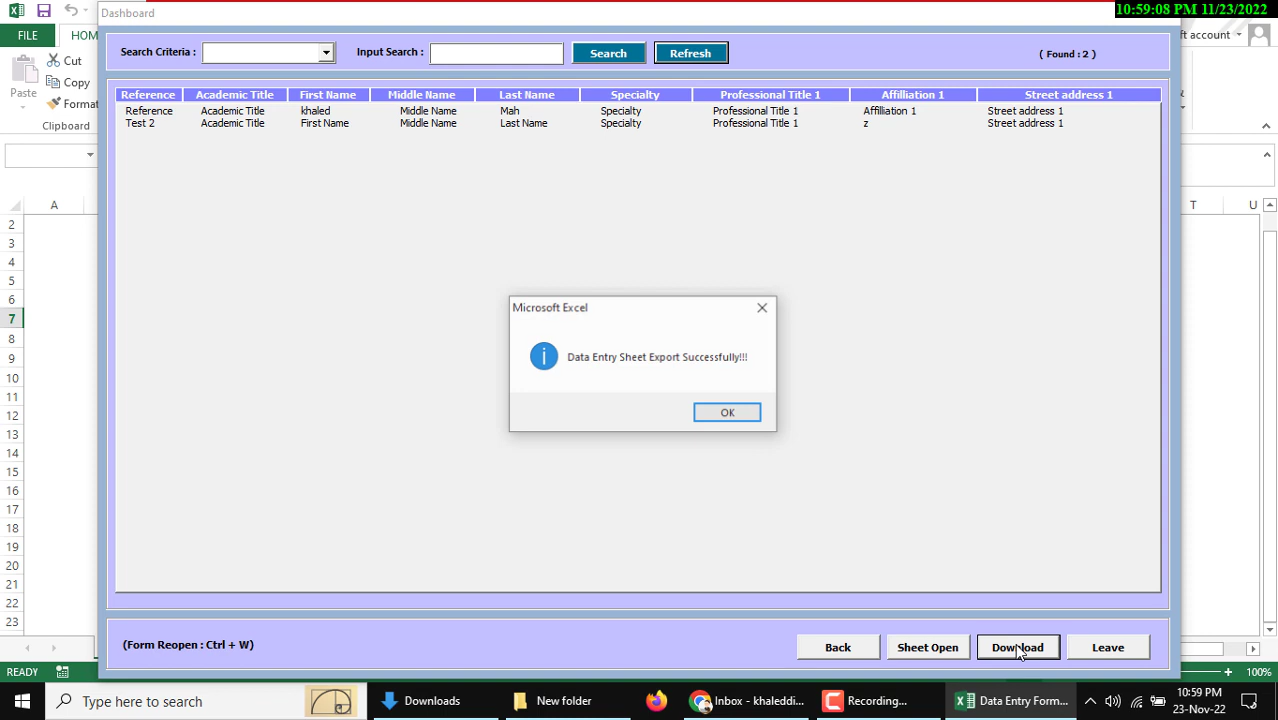 Dashboard
10:59:08 PM 11/23/2022
FILE
HOM
ft account
Paste
Cut
Copy
Format
Clipboard
Search Criteria :
Input Search :
Search
Refresh
( Found : 2 )
Reference Academic Title First Name Middle Name Last Name Specialty Professional Title 1 Affilliation 1 Street address 1
Reference Academic Title khaled Middle Name Mah Specialty Professional Title 1 Affilliation 1 Street address 1
Test 2 Academic Title First Name Middle Name Last Name Specialty Professional Title 1 z Street address 1
A
T
U
2
3
4
5
6
7
8
9
10
11
12
13
14
15
16
17
18
19
20
21
22
23
Microsoft Excel
Data Entry Sheet Export Successfully!!!
OK
(Form Reopen : Ctrl + W)
Back
Sheet Open
Download
Leave
READY
100%
Type here to search
Downloads
New folder
Inbox - khaleddi...
Recording...
Data Entry Form...
10:59 PM
23-Nov-22